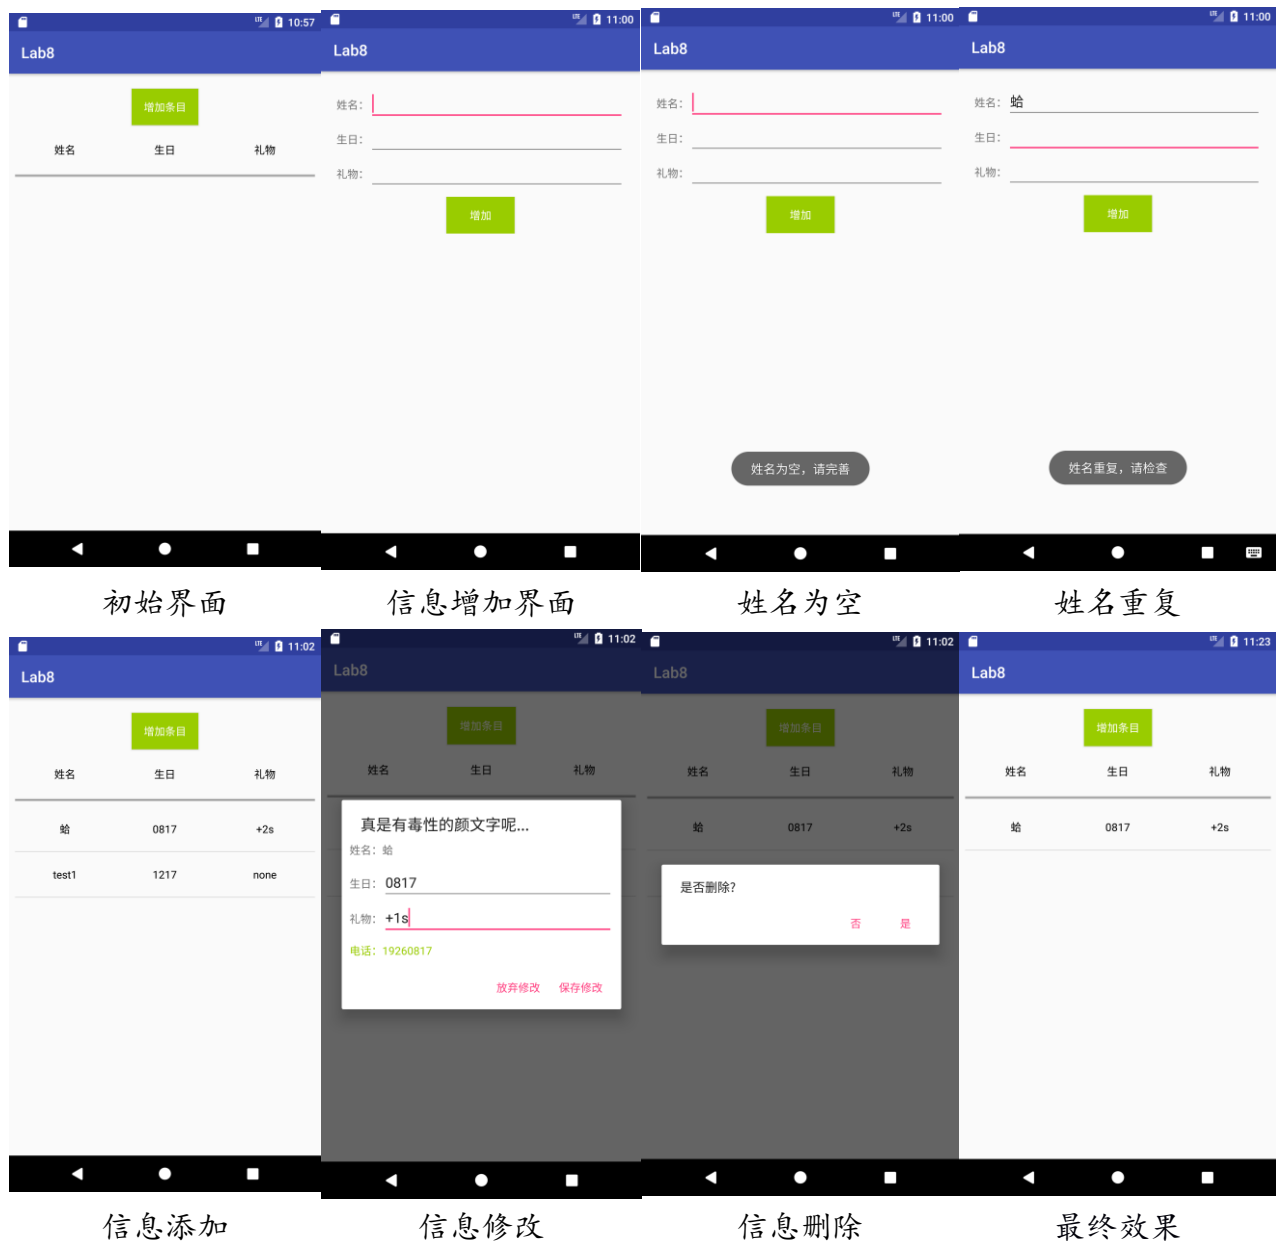 LTE 10:57
Lab8
增加条目
姓名 生日 礼物
初始界面
LTE 11:00
Lab8
姓名：
生日：
礼物：
增加
信息增加界面
LTE 11:00
Lab8
姓名：
生日：
礼物：
增加
姓名为空，请完善
姓名为空
LTE 11:00
Lab8
姓名： 蛤
生日：
礼物：
增加
姓名重复，请检查
姓名重复
LTE 11:02
Lab8
增加条目
姓名 生日 礼物
蛤 0817 +2s
test1 1217 none
信息添加
LTE 11:02
Lab8
增加条目
姓名 生日 礼物
真是有毒性的颜文字呢...
姓名：蛤
生日： 0817
礼物： +1s
电话：19260817
放弃修改 保存修改
信息修改
LTE 11:02
Lab8
增加条目
姓名 生日 礼物
蛤 0817 +2s
是否删除?
否 是
信息删除
LTE 11:23
Lab8
增加条目
姓名 生日 礼物
蛤 0817 +2s
最终效果